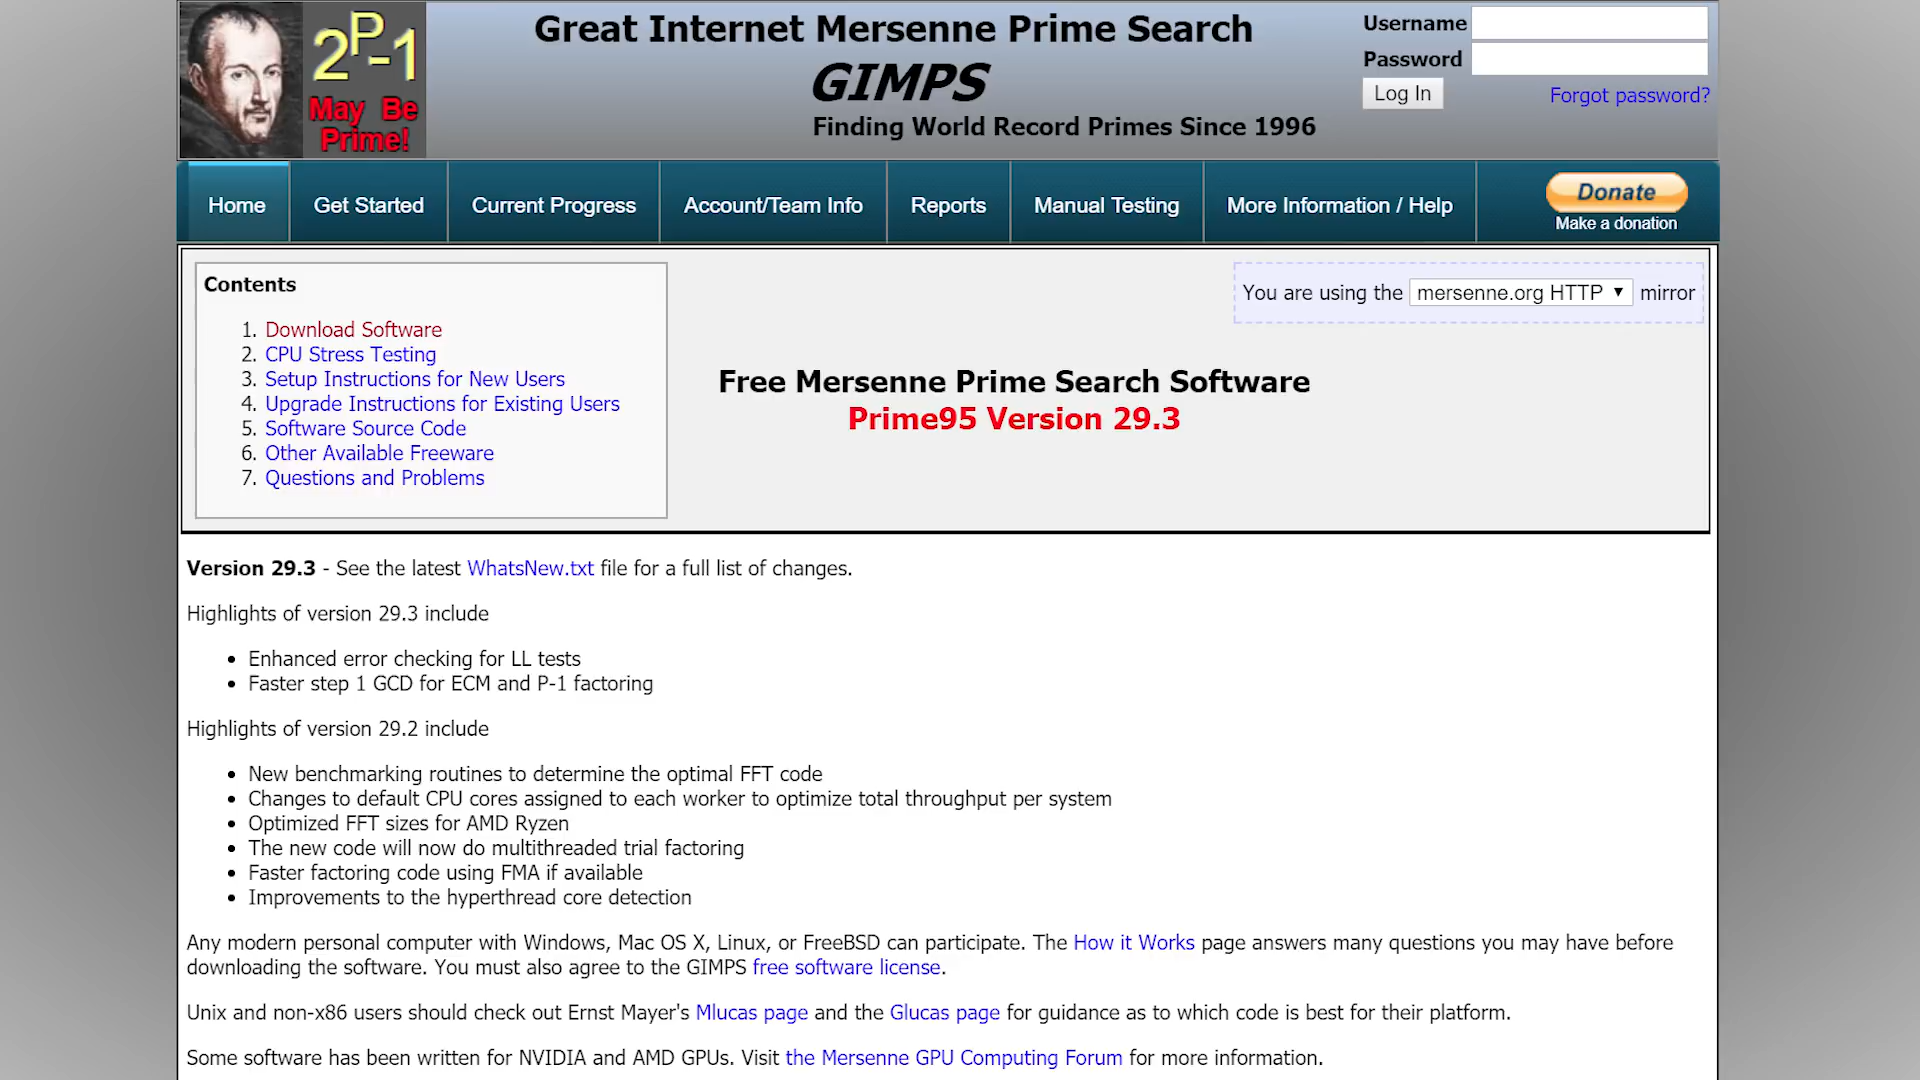 2P-1
May Be
Prime!
Great Internet Mersenne Prime Search
GIMPS
Finding World Record Primes Since 1996
Username
Password
Log In
Forgot password?
Home
Get Started
Current Progress
Account/Team Info
Reports
Manual Testing
More Information / Help
Donate
Make a donation
Contents
1. Download Software
2. CPU Stress Testing
3. Setup Instructions for New Users
4. Upgrade Instructions for Existing Users
5. Software Source Code
6. Other Available Freeware
7. Questions and Problems
You are using the mersenne.org HTTP ▼ mirror
Free Mersenne Prime Search Software
Prime95 Version 29.3
Version 29.3 - See the latest WhatsNew.txt file for a full list of changes.
Highlights of version 29.3 include
• Enhanced error checking for LL tests
• Faster step 1 GCD for ECM and P-1 factoring
Highlights of version 29.2 include
• New benchmarking routines to determine the optimal FFT code
• Changes to default CPU cores assigned to each worker to optimize total throughput per system
• Optimized FFT sizes for AMD Ryzen
• The new code will now do multithreaded trial factoring
• Faster factoring code using FMA if available
• Improvements to the hyperthread core detection
Any modern personal computer with Windows, Mac OS X, Linux, or FreeBSD can participate. The How it Works page answers many questions you may have before
downloading the software. You must also agree to the GIMPS free software license.
Unix and non-x86 users should check out Ernst Mayer's Mlucas page and the Glucas page for guidance as to which code is best for their platform.
Some software has been written for NVIDIA and AMD GPUs. Visit the Mersenne GPU Computing Forum for more information.